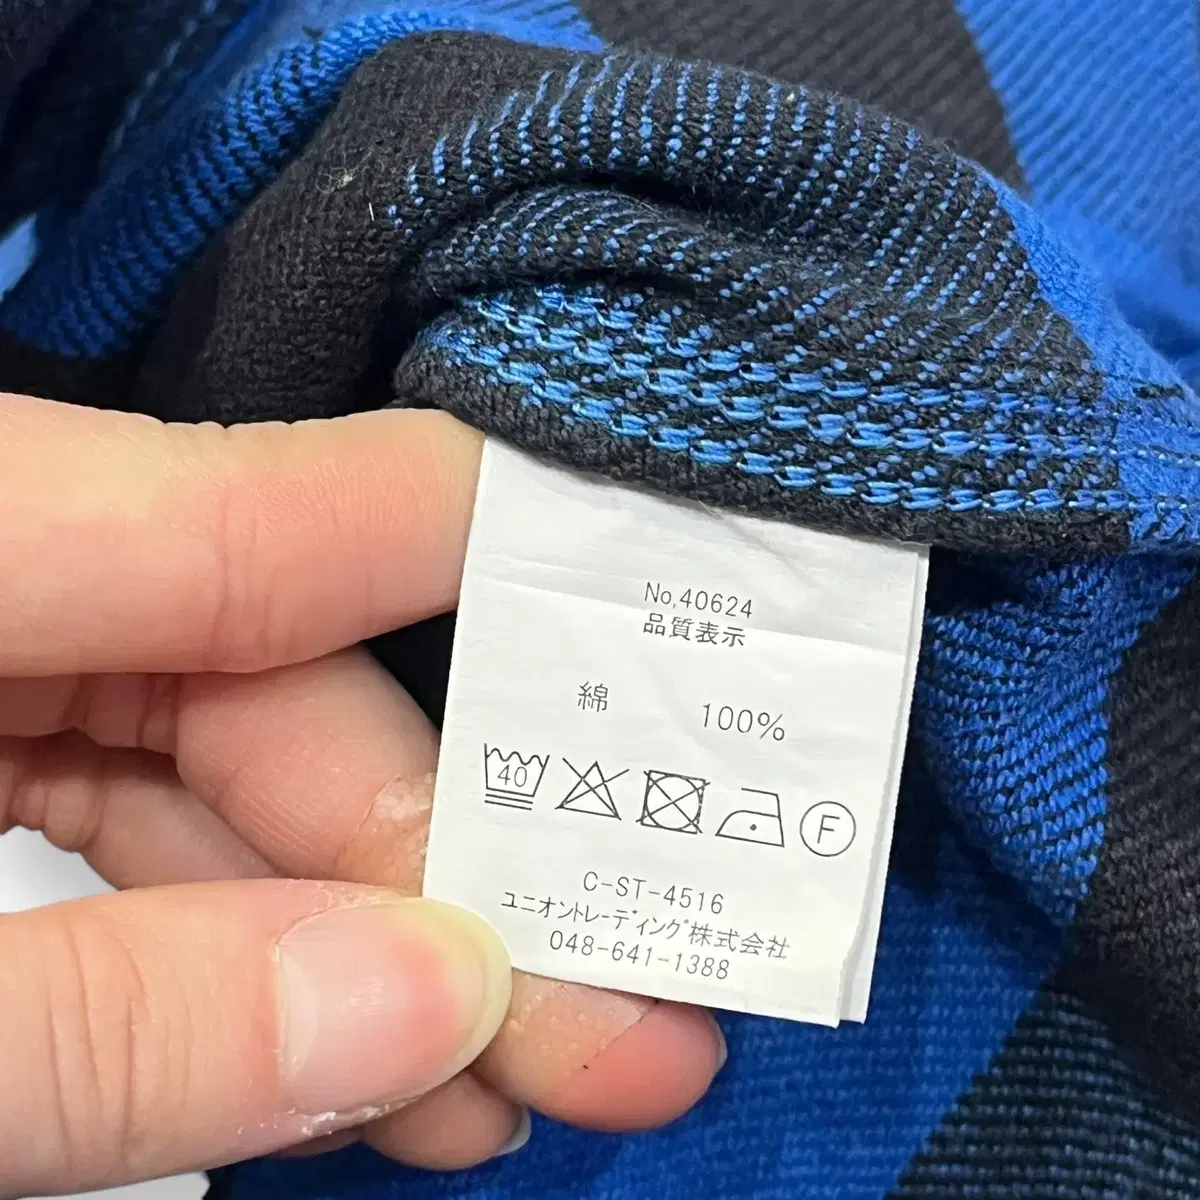 No,40624
品質表示
綿 100%
40
F
C-ST-4516
ユニオントレーディング株式会社
048-641-1388